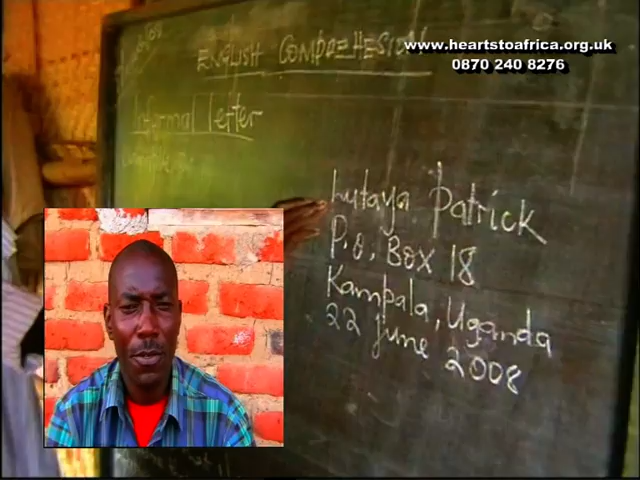 www.heartstoafrica.org.uk
0870 240 8276
ENGLISH COMPREHESION
Informal Letter
Lutaya Patrick
P.O. Box 18
Kampala, Uganda
22 June 2008